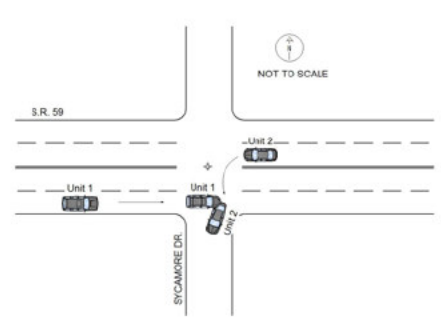 N
NOT TO SCALE
S.R. 59
Unit 2
Unit 1
Unit 1
Unit 2
SYCAMORE DR.